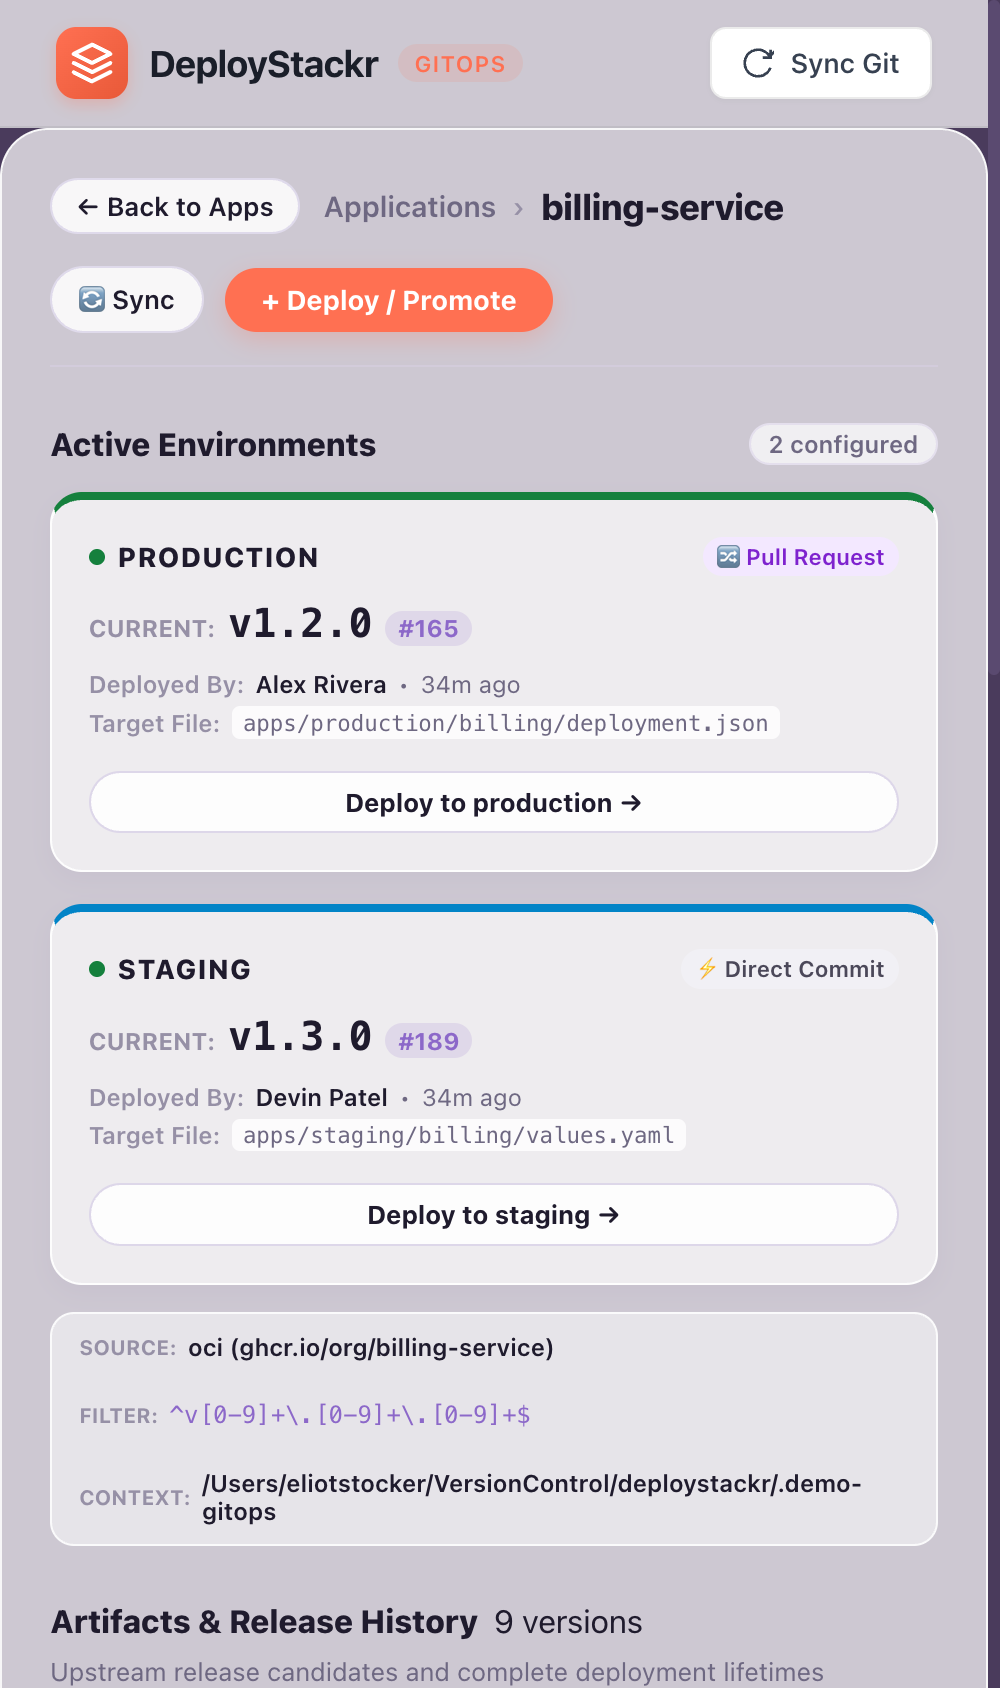 DeployStackr GITOPS Sync Git
← Back to Apps Applications › billing-service
🔄 Sync + Deploy / Promote
Active Environments 2 configured
PRODUCTION 🔀 Pull Request
CURRENT: v1.2.0 #165
Deployed By: Alex Rivera • 34m ago
Target File: apps/production/billing/deployment.json
Deploy to production →
STAGING ⚡ Direct Commit
CURRENT: v1.3.0 #189
Deployed By: Devin Patel • 34m ago
Target File: apps/staging/billing/values.yaml
Deploy to staging →
SOURCE: oci (ghcr.io/org/billing-service)
FILTER: ^v[0-9]+\.[0-9]+\.[0-9]+$
CONTEXT: /Users/eliotstocker/VersionControl/deploystackr/.demo-
gitops
Artifacts & Release History 9 versions
Upstream release candidates and complete deployment lifetimes